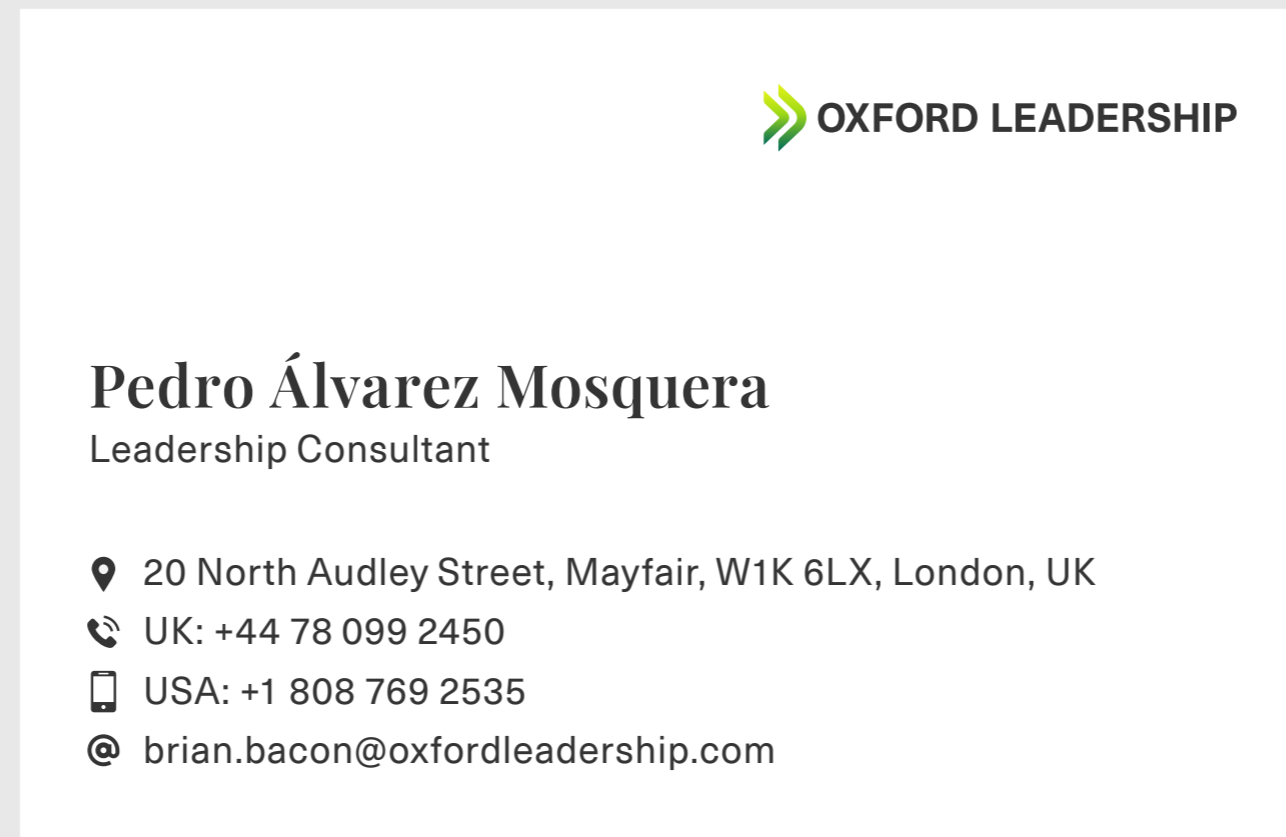 OXFORD LEADERSHIP
Pedro Álvarez Mosquera
Leadership Consultant
20 North Audley Street, Mayfair, W1K 6LX, London, UK
UK: +44 78 099 2450
USA: +1 808 769 2535
@ brian.bacon@oxfordleadership.com